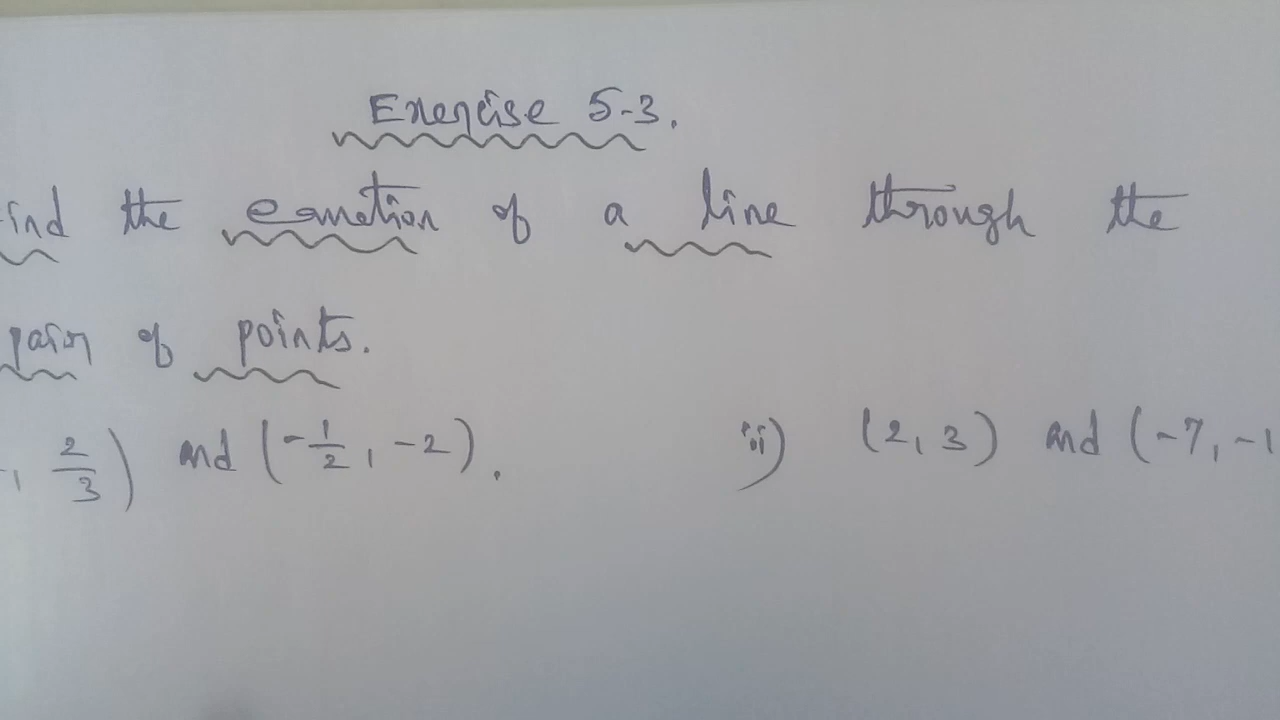 Exercise 5.3.
ind the equation of a line through the
pair of points.
, 2/3) and (-1/2, -2).	ii) (2, 3) and (-7, -1